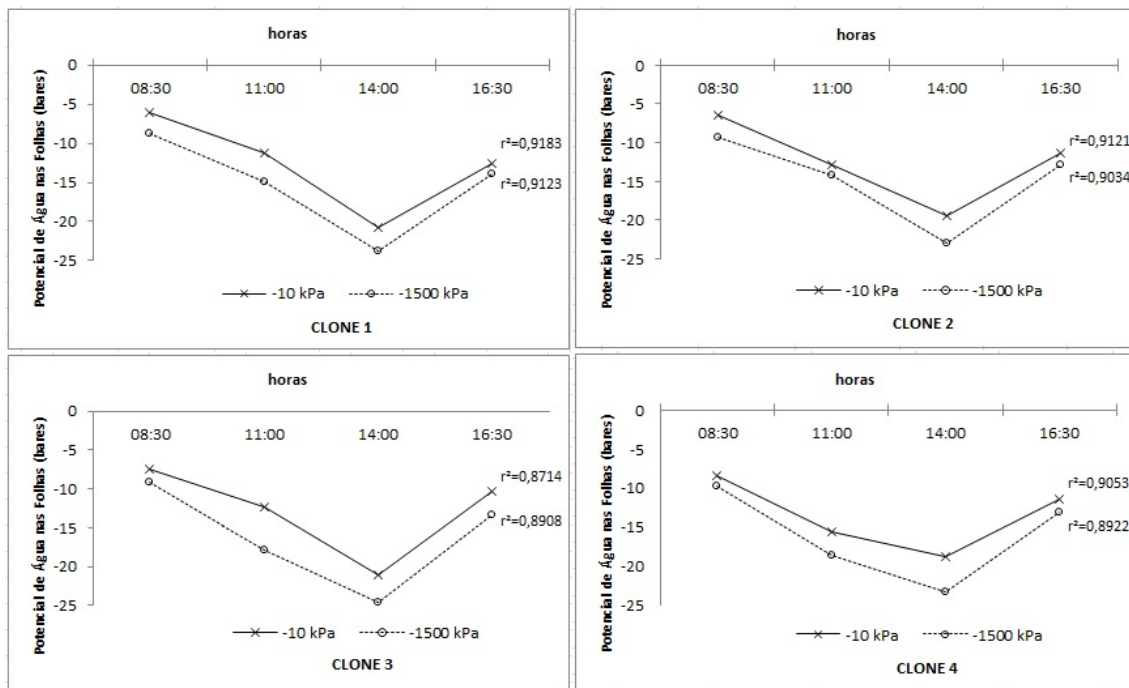 horas
0
08:30 11:00 14:00 16:30
-5
-10
-15
-20
-25
Potencial de Água nas Folhas (bares)
r²=0,9183
r²=0,9123
-10 kPa -1500 kPa
CLONE 1
horas
0
08:30 11:00 14:00 16:30
-5
-10
-15
-20
-25
Potencial de Água nas Folhas (bares)
r²=0,9121
r²=0,9034
-10 kPa -1500 kPa
CLONE 2
horas
0
08:30 11:00 14:00 16:30
-5
-10
-15
-20
-25
Potencial de Água nas Folhas (bares)
r²=0,8714
r²=0,8908
-10 kPa -1500 kPa
CLONE 3
horas
0
08:30 11:00 14:00 16:30
-5
-10
-15
-20
-25
Potencial de Água nas Folhas (bares)
r²=0,9053
r²=0,8922
-10 kPa -1500 kPa
CLONE 4